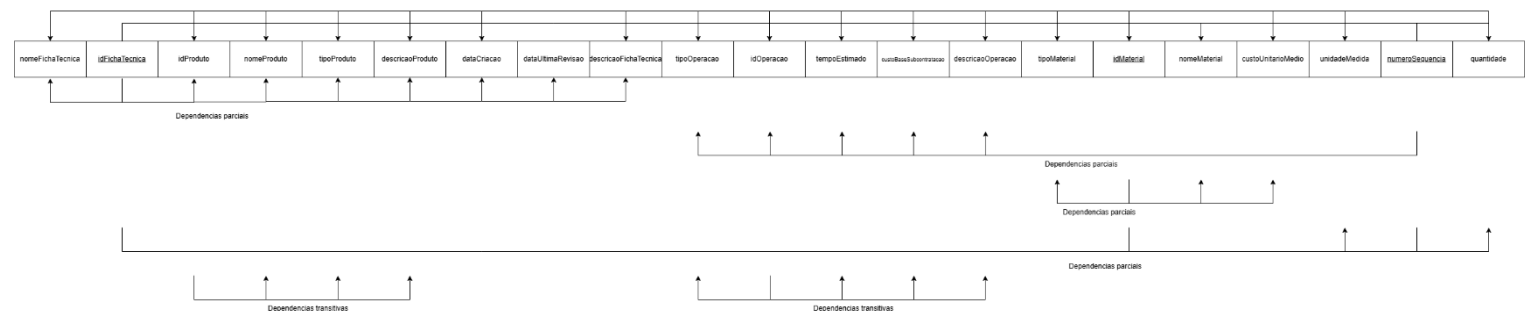 nomeFichaTecnica idFichaTecnica idProduto nomeProduto tipoProduto descricaoProduto dataCriacao dataUltimaRevisao descricaoFichaTecnica tipoOperacao idOperacao tempoEstimado custoBaseSubcontratacao descricaoOperacao tipoMaterial idMaterial nomeMaterial custoUnitarioMedio unidadeMedida numeroSequencia quantidade
Dependencias parciais
Dependencias parciais
Dependencias parciais
Dependencias parciais
Dependencias transitivas Dependencias transitivas